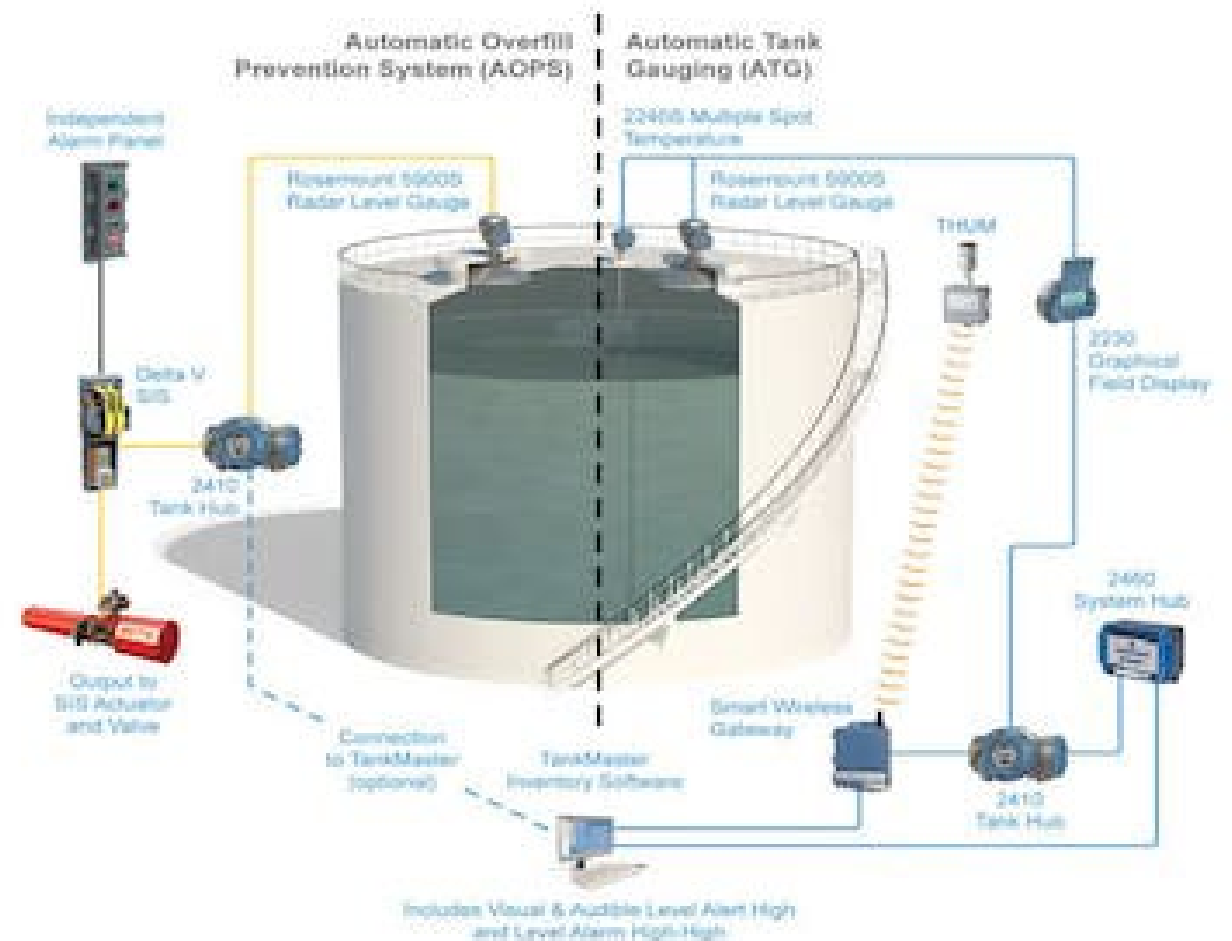 Automatic Overfill
Prevention System (AOPS)
Automatic Tank
Gauging (ATG)
Independent
Alarm Panel
Rosemount 5900S
Radar Level Gauge
2240S Multiple Spot
Temperature
Rosemount 5900S
Radar Level Gauge
THUM
2230
Graphical
Field Display
Delta V
SIS
2410
Tank Hub
Output to
SIS Actuator
and Valve
Connection
to TankMaster
(optional)
TankMaster
Inventory Software
Smart Wireless
Gateway
2410
Tank Hub
2460
System Hub
Includes Visual & Audible Level Alert High
and Level Alarm High-High